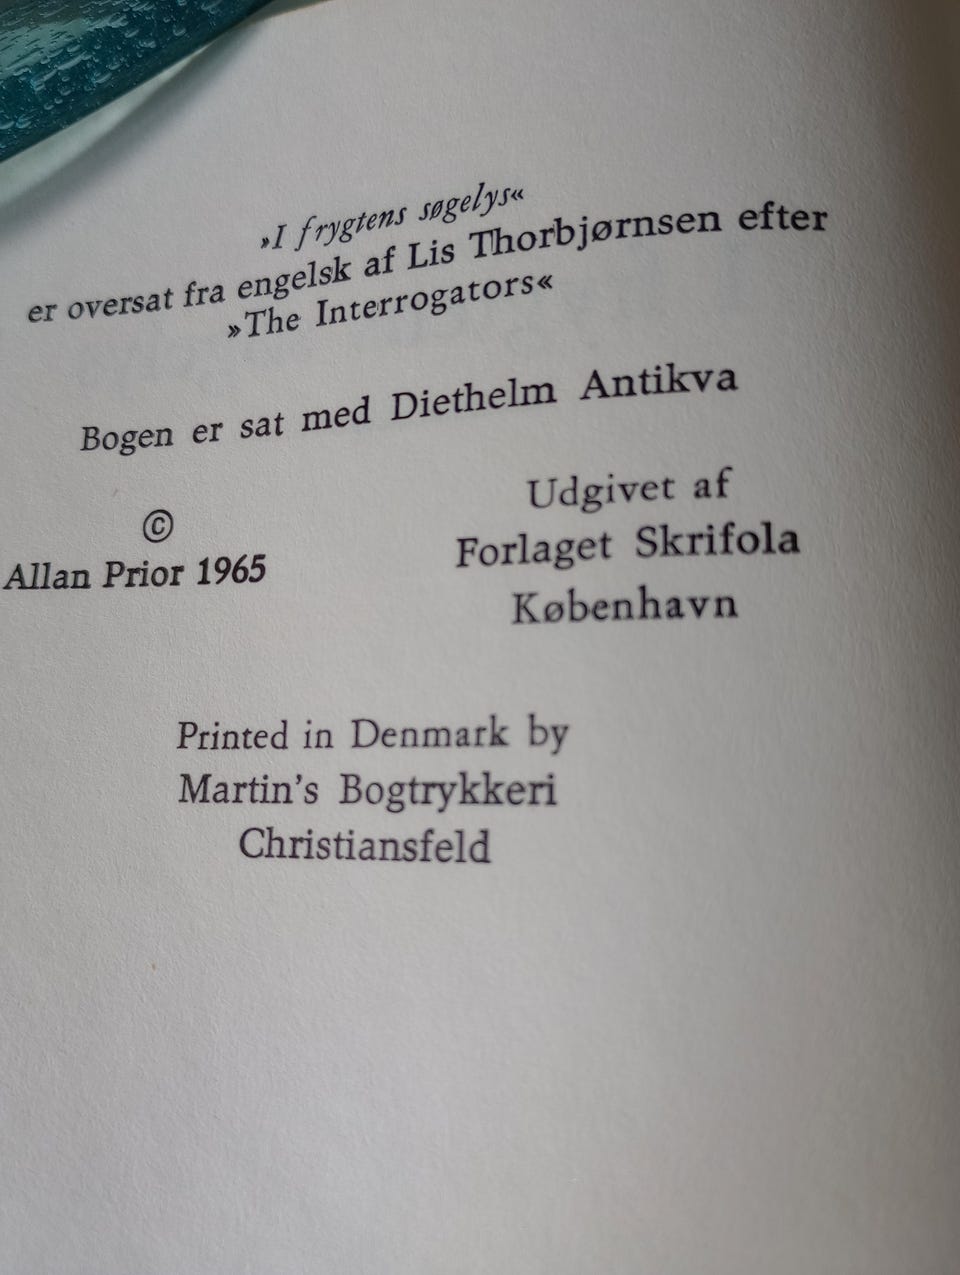 »I frygtens søgelys«
er oversat fra engelsk af Lis Thorbjørnsen efter
»The Interrogators«
Bogen er sat med Diethelm Antikva
©
Allan Prior 1965
Udgivet af
Forlaget Skrifola
København
Printed in Denmark by
Martin's Bogtrykkeri
Christiansfeld